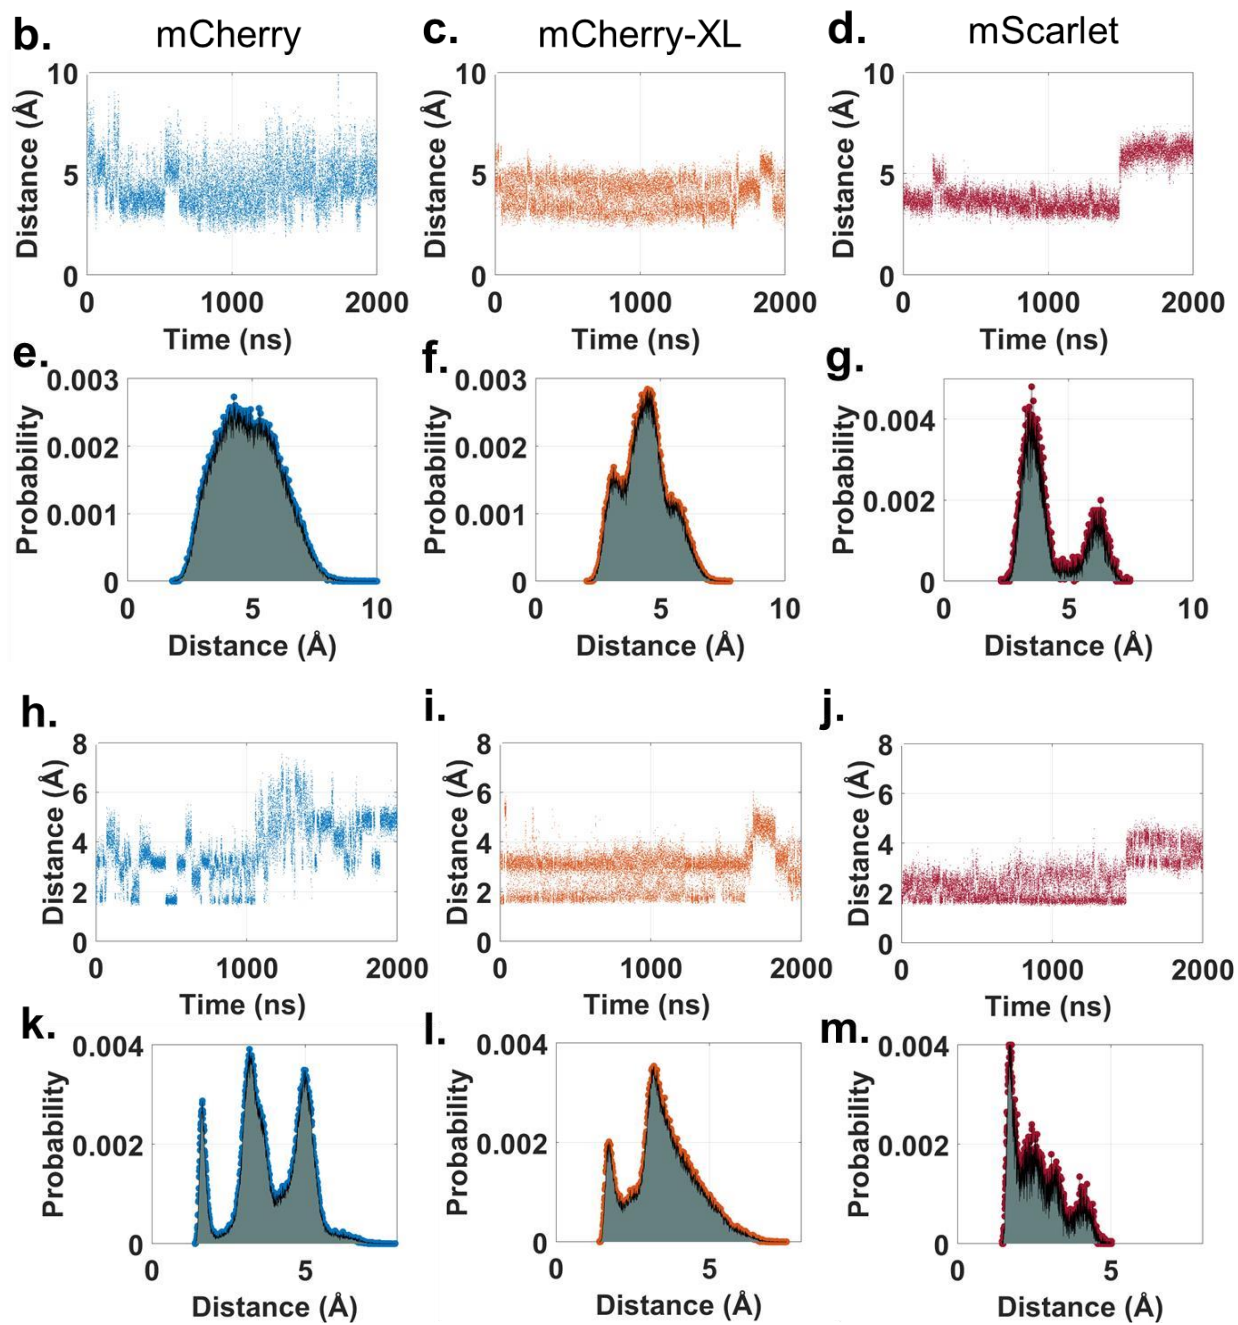 b. mCherry c. mCherry-XL d. mScarlet
10 10 10
Distance (Å) Distance (Å) Distance (Å)
5 5 5
0 0 0
0 1000 2000 0 1000 2000 0 1000 2000
Time (ns) Time (ns) Time (ns)
e. f. g.
0.003 0.003
0.004
Probability Probability Probability
0.002 0.002
0.002
0.001 0.001
0 0 0
0 5 10 0 5 10 0 5 10
Distance (Å) Distance (Å) Distance (Å)
h. i. j.
8 8 8
Distance (Å) Distance (Å) Distance (Å)
6 6 6
4 4 4
2 2 2
0 0 0
0 1000 2000 0 1000 2000 0 1000 2000
Time (ns) Time (ns) Time (ns)
k. l. m.
0.004 0.004 0.004
Probability Probability Probability
0.002 0.002 0.002
0 0 0
0 5 0 5 0 5
Distance (Å) Distance (Å) Distance (Å)